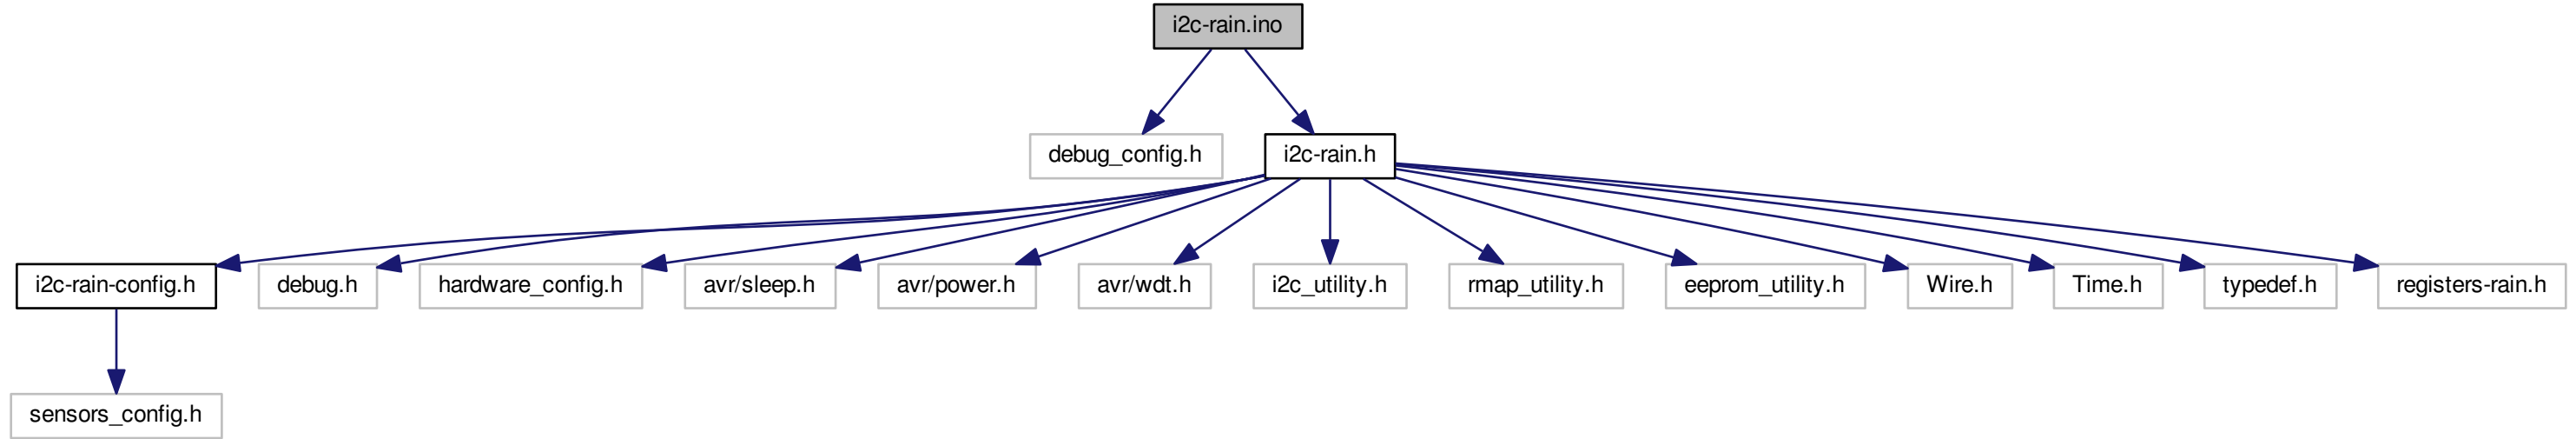 i2c-rain.ino
debug_config.h
i2c-rain.h
i2c-rain-config.h
debug.h
hardware_config.h
avr/sleep.h
avr/power.h
avr/wdt.h
i2c_utility.h
rmap_utility.h
eeprom_utility.h
Wire.h
Time.h
typedef.h
registers-rain.h
sensors_config.h